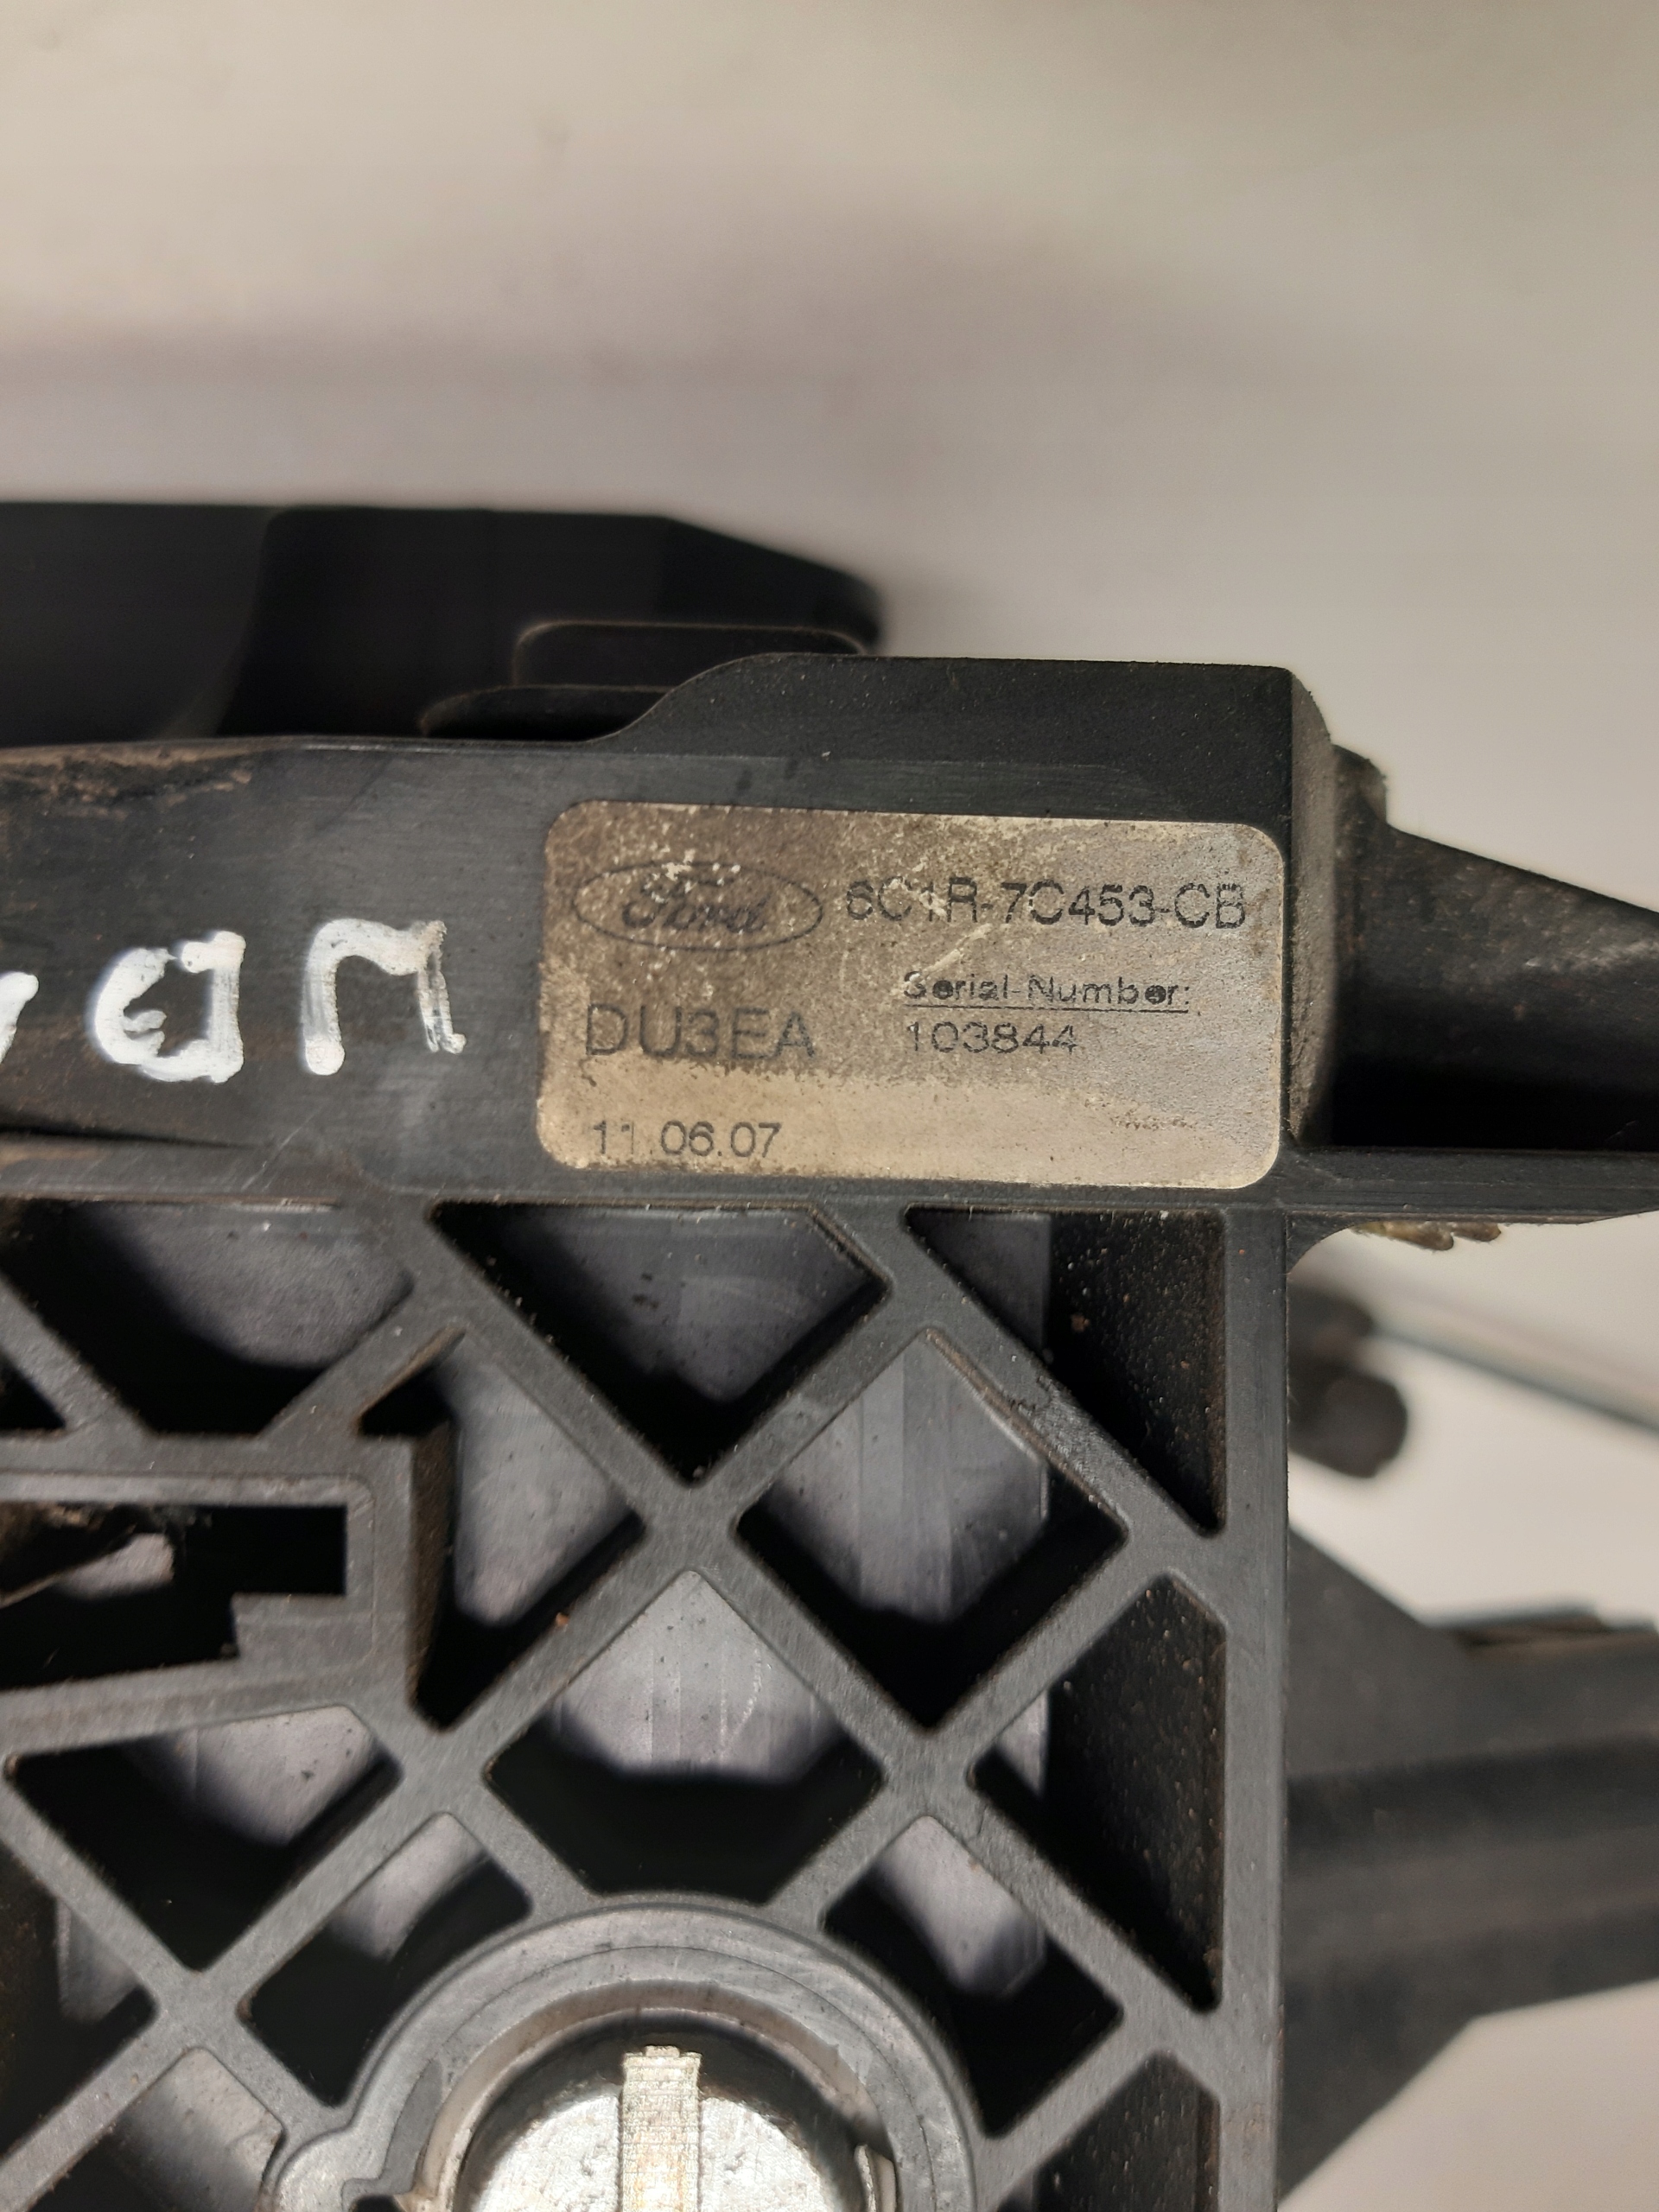 Ford 6C1R-7C453-CB
Serial-Number:
DU3EA 103844
11.06.07